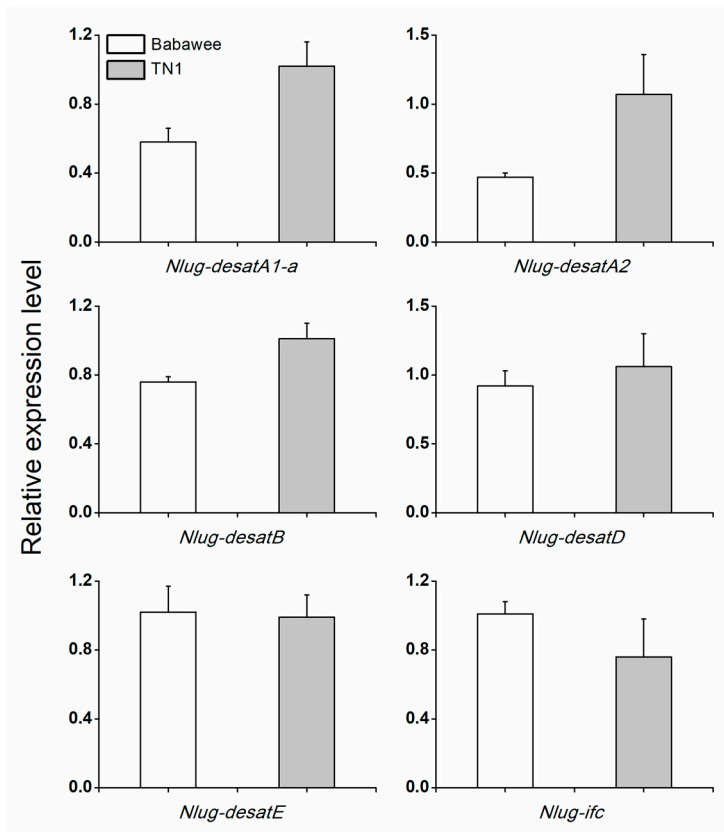 Relative expression level
1.2
0.8
0.4
0.0
Babawee
TN1
Nlug-desatA1-a
1.5
1.0
0.5
0.0
Nlug-desatA2
1.2
0.8
0.4
0.0
Nlug-desatB
1.5
1.0
0.5
0.0
Nlug-desatD
1.2
0.8
0.4
0.0
Nlug-desatE
1.2
0.8
0.4
0.0
Nlug-ifc